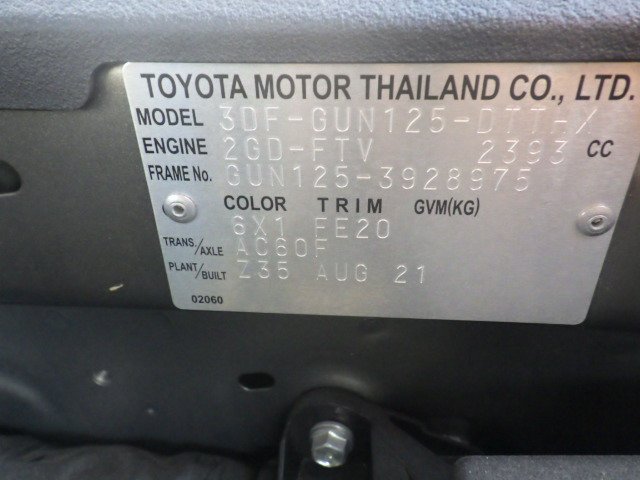 TOYOTA MOTOR THAILAND CO., LTD.
MODEL 3DF-GUN125-DTTHX
ENGINE 2GD-FTV 2393 CC
FRAME No. GUN125-3928975
COLOR TRIM GVM(KG)
6X1 FE20
TRANS./AXLE AC60F
PLANT/BUILT Z35 AUG 21
02060